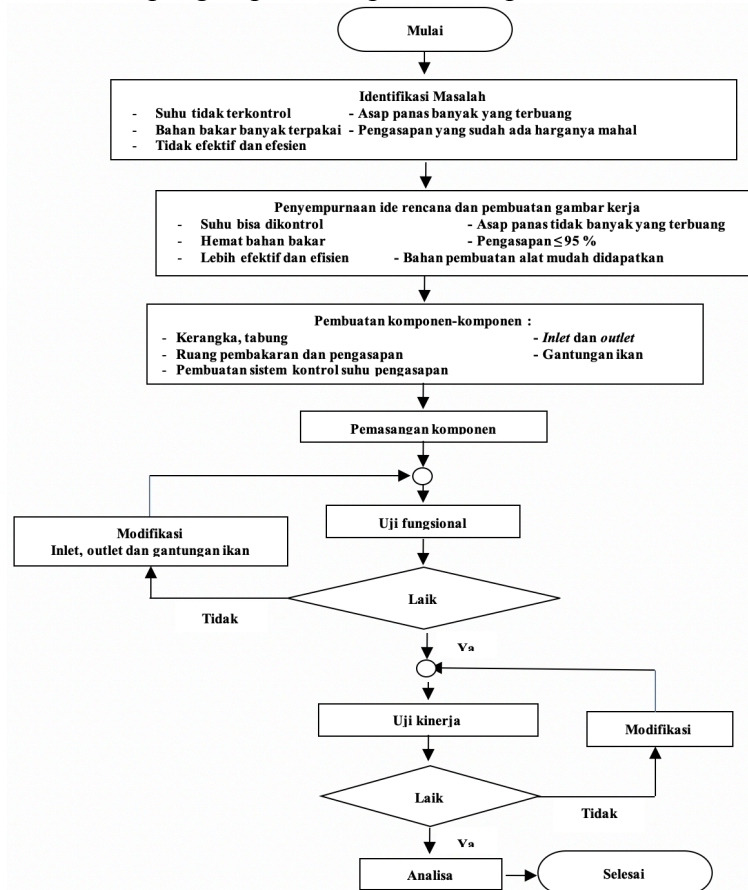 Mulai
Identifikasi Masalah
- Suhu tidak terkontrol - Asap panas banyak yang terbuang
- Bahan bakar banyak terpakai - Pengasapan yang sudah ada harganya mahal
- Tidak efektif dan efesien
Penyempurnaan ide rencana dan pembuatan gambar kerja
- Suhu bisa dikontrol - Asap panas tidak banyak yang terbuang
- Hemat bahan bakar - Pengasapan ≤ 95 %
- Lebih efektif dan efisien - Bahan pembuatan alat mudah didapatkan
Pembuatan komponen-komponen :
- Kerangka, tabung - Inlet dan outlet
- Ruang pembakaran dan pengasapan - Gantungan ikan
- Pembuatan sistem kontrol suhu pengasapan
Pemasangan komponen
Uji fungsional
Modifikasi
Inlet, outlet dan gantungan ikan
Laik
Tidak
Ya
Uji kinerja
Modifikasi
Laik
Tidak
Ya
Analisa
Selesai